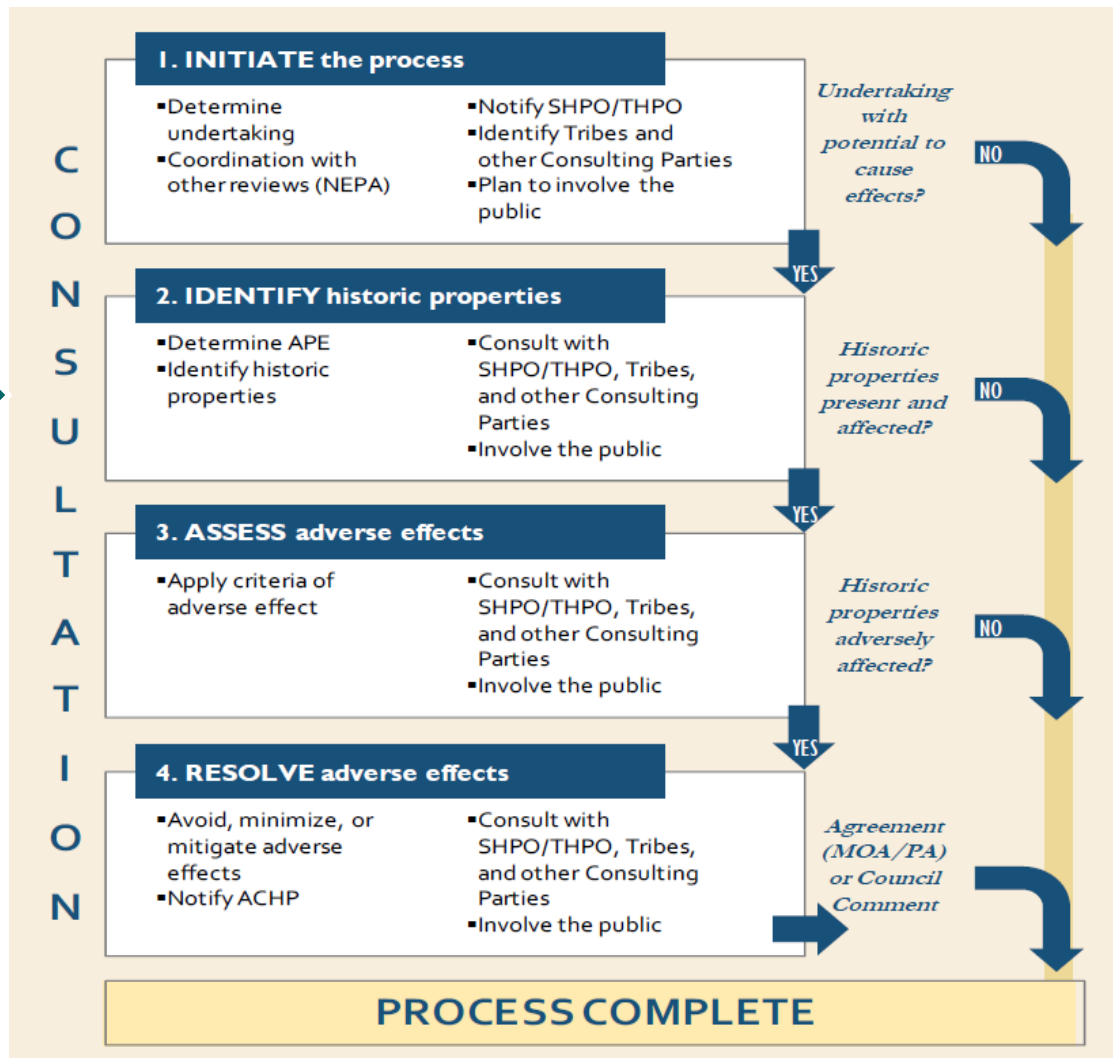 CONSULTATION
1. INITIATE the process
▪Determine
undertaking
▪Coordination with
other reviews (NEPA)
▪Notify SHPO/THPO
▪Identify Tribes and
other Consulting Parties
▪Plan to involve the
public
Undertaking
with
potential to
cause
effects?
NO
YES
2. IDENTIFY historic properties
▪Determine APE
▪Identify historic
properties
▪Consult with
SHPO/THPO, Tribes,
and other Consulting
Parties
▪Involve the public
Historic
properties
present and
affected?
NO
YES
3. ASSESS adverse effects
▪Apply criteria of
adverse effect
▪Consult with
SHPO/THPO, Tribes,
and other Consulting
Parties
▪Involve the public
Historic
properties
adversely
affected?
NO
YES
4. RESOLVE adverse effects
▪Avoid, minimize, or
mitigate adverse
effects
▪Notify ACHP
▪Consult with
SHPO/THPO, Tribes,
and other Consulting
Parties
▪Involve the public
Agreement
(MOA/PA)
or Council
Comment
PROCESS COMPLETE